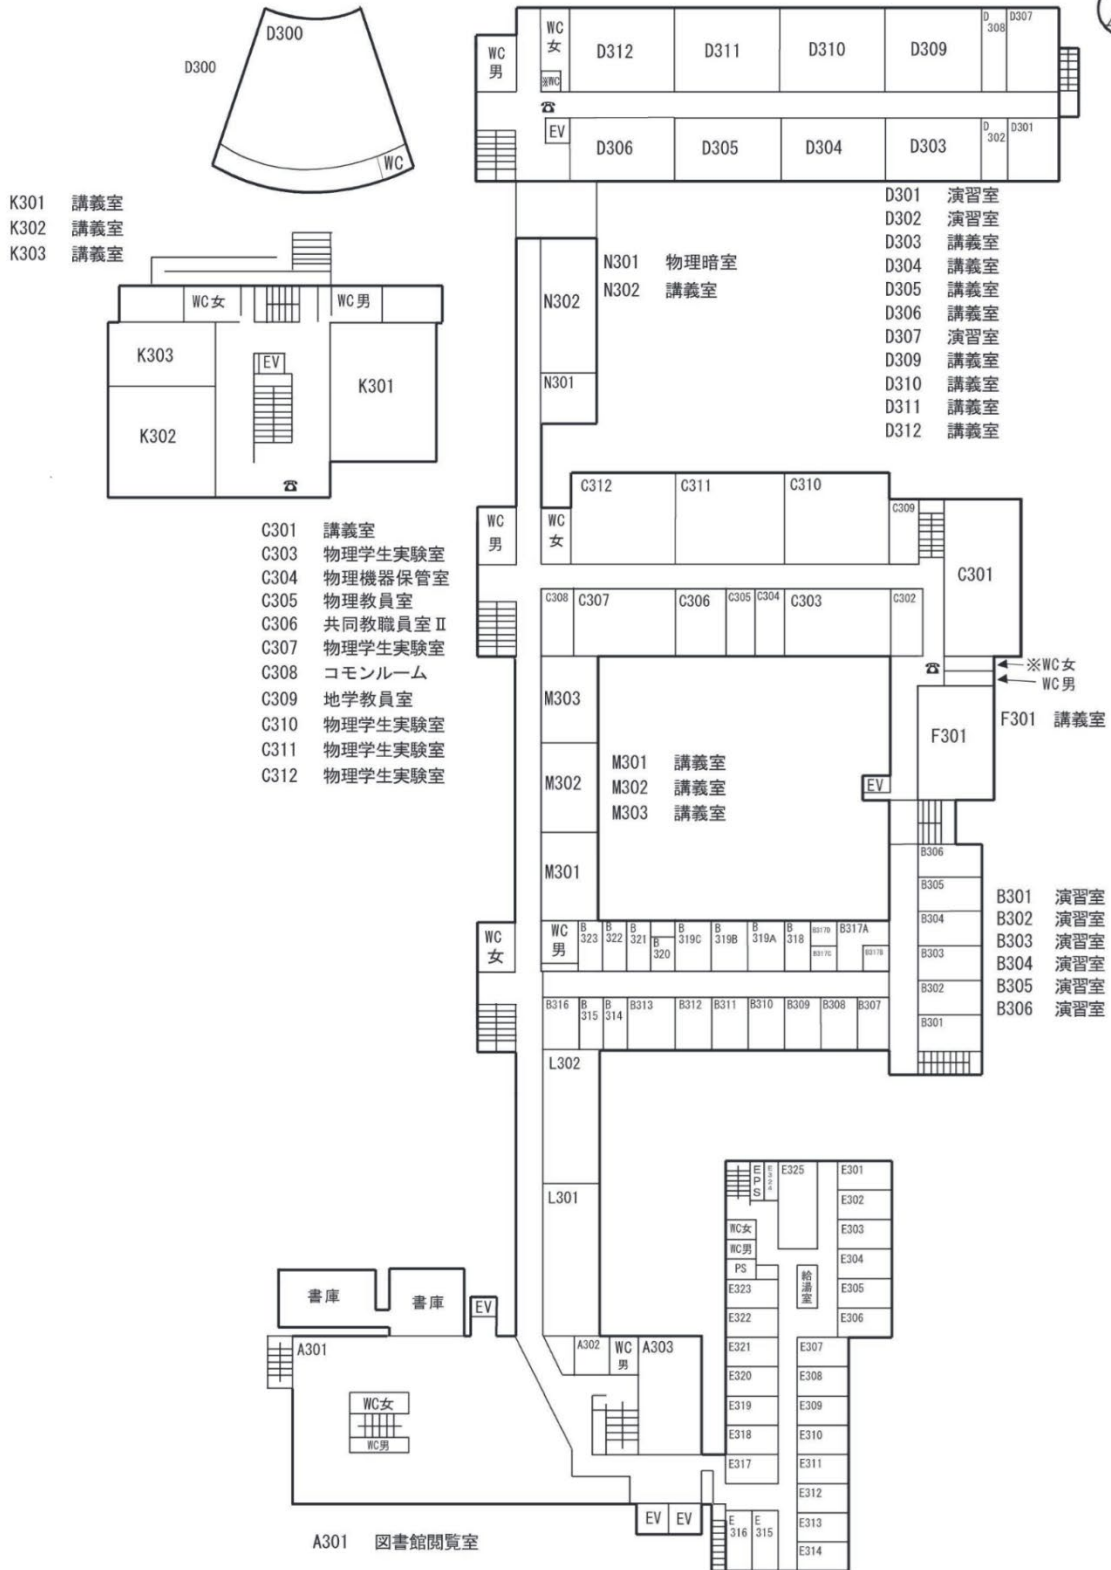 D300
D300
WC
WC
男
WC
女
※WC
EV
D312
D311
D310
D309
D
308
D307
D306
D305
D304
D303
D
302
D301
K301 講義室
K302 講義室
K303 講義室
WC女
WC男
K303
EV
K301
K302
N302
N301
N301 物理暗室
N302 講義室
D301 演習室
D302 演習室
D303 講義室
D304 講義室
D305 講義室
D306 講義室
D307 演習室
D309 講義室
D310 講義室
D311 講義室
D312 講義室
C301 講義室
C303 物理学生実験室
C304 物理機器保管室
C305 物理教員室
C306 共同教職員室Ⅱ
C307 物理学生実験室
C308 コモンルーム
C309 地学教員室
C310 物理学生実験室
C311 物理学生実験室
C312 物理学生実験室
WC
男
WC
女
C312
C311
C310
C309
C301
C308
C307
C306
C305
C304
C303
C302
※WC女
WC男
F301 講義室
F301
EV
M303
M302
M301
M301 講義室
M302 講義室
M303 講義室
B306
B305
B304
B303
B302
B301
B301 演習室
B302 演習室
B303 演習室
B304 演習室
B305 演習室
B306 演習室
WC
女
WC
男
B
323
B
322
B
321
B
320
B
319C
B
319B
B
319A
B
318
B317D
B317C
B317A
B317B
B316
B
315
B
314
B313
B312
B311
B310
B309
B308
B307
L302
L301
EPS
E324
E325
E301
E302
E303
E304
E305
E306
WC女
WC男
PS
給湯室
E323
E322
E321
E320
E319
E318
E317
E307
E308
E309
E310
E311
E312
E313
E314
E
316
E
315
書庫
書庫
EV
A301
WC女
WC男
A302
WC
男
A303
EV
EV
A301 図書館閲覧室